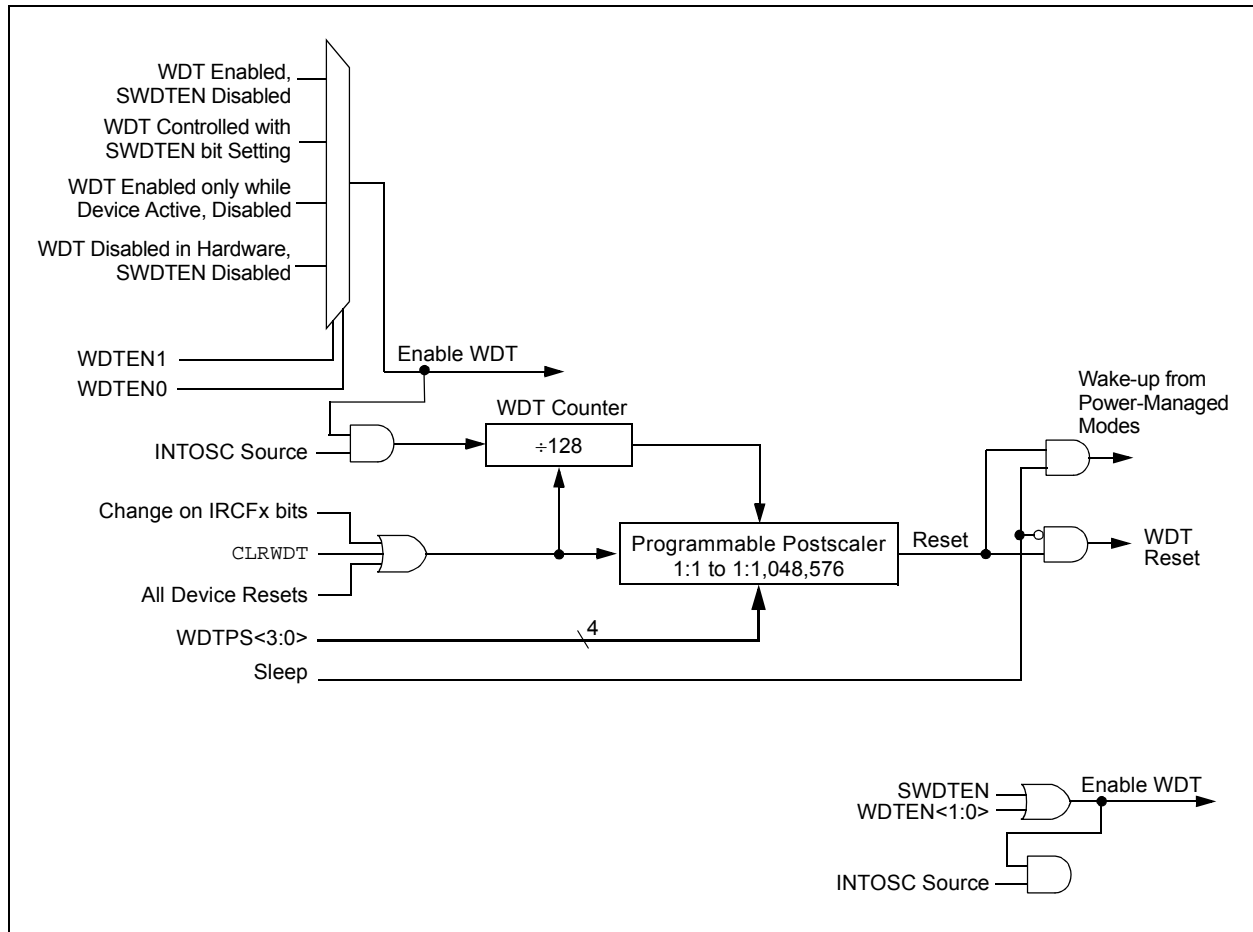 WDT Enabled,
SWDTEN Disabled
WDT Controlled with
SWDTEN bit Setting
WDT Enabled only while
Device Active, Disabled
WDT Disabled in Hardware,
SWDTEN Disabled
WDTEN1
WDTEN0
Enable WDT
WDT Counter
÷128
INTOSC Source
Wake-up from
Power-Managed
Modes
Change on IRCFx bits
CLRWDT
All Device Resets
Programmable Postscaler
1:1 to 1:1,048,576
Reset
WDT
Reset
WDTPS<3:0>
4
Sleep
SWDTEN
WDTEN<1:0>
Enable WDT
INTOSC Source